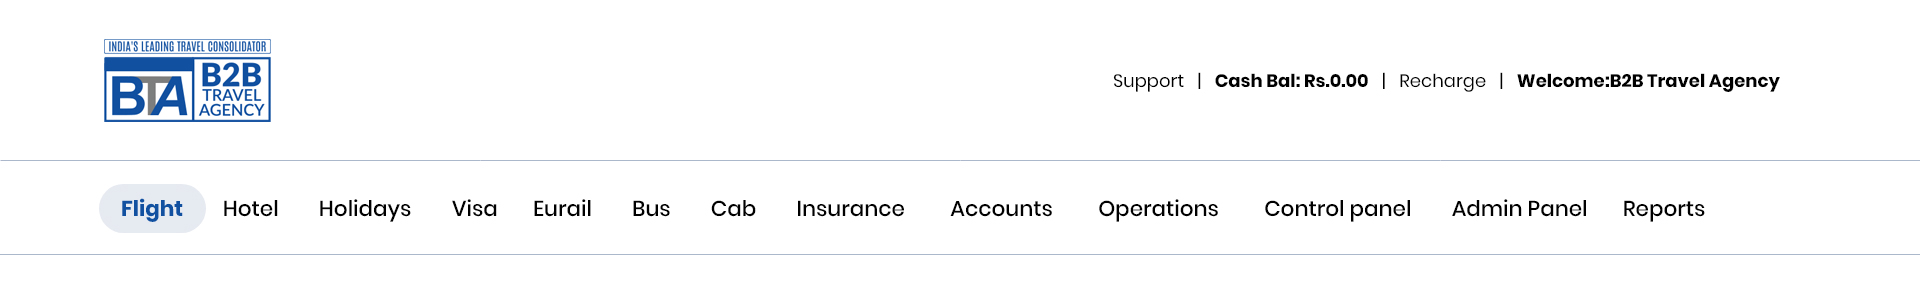 INDIA'S LEADING TRAVEL CONSOLIDATOR
BTA B2B TRAVEL AGENCY
Support | Cash Bal: Rs.0.00 | Recharge | Welcome:B2B Travel Agency
Flight Hotel Holidays Visa Eurail Bus Cab Insurance Accounts Operations Control panel Admin Panel Reports